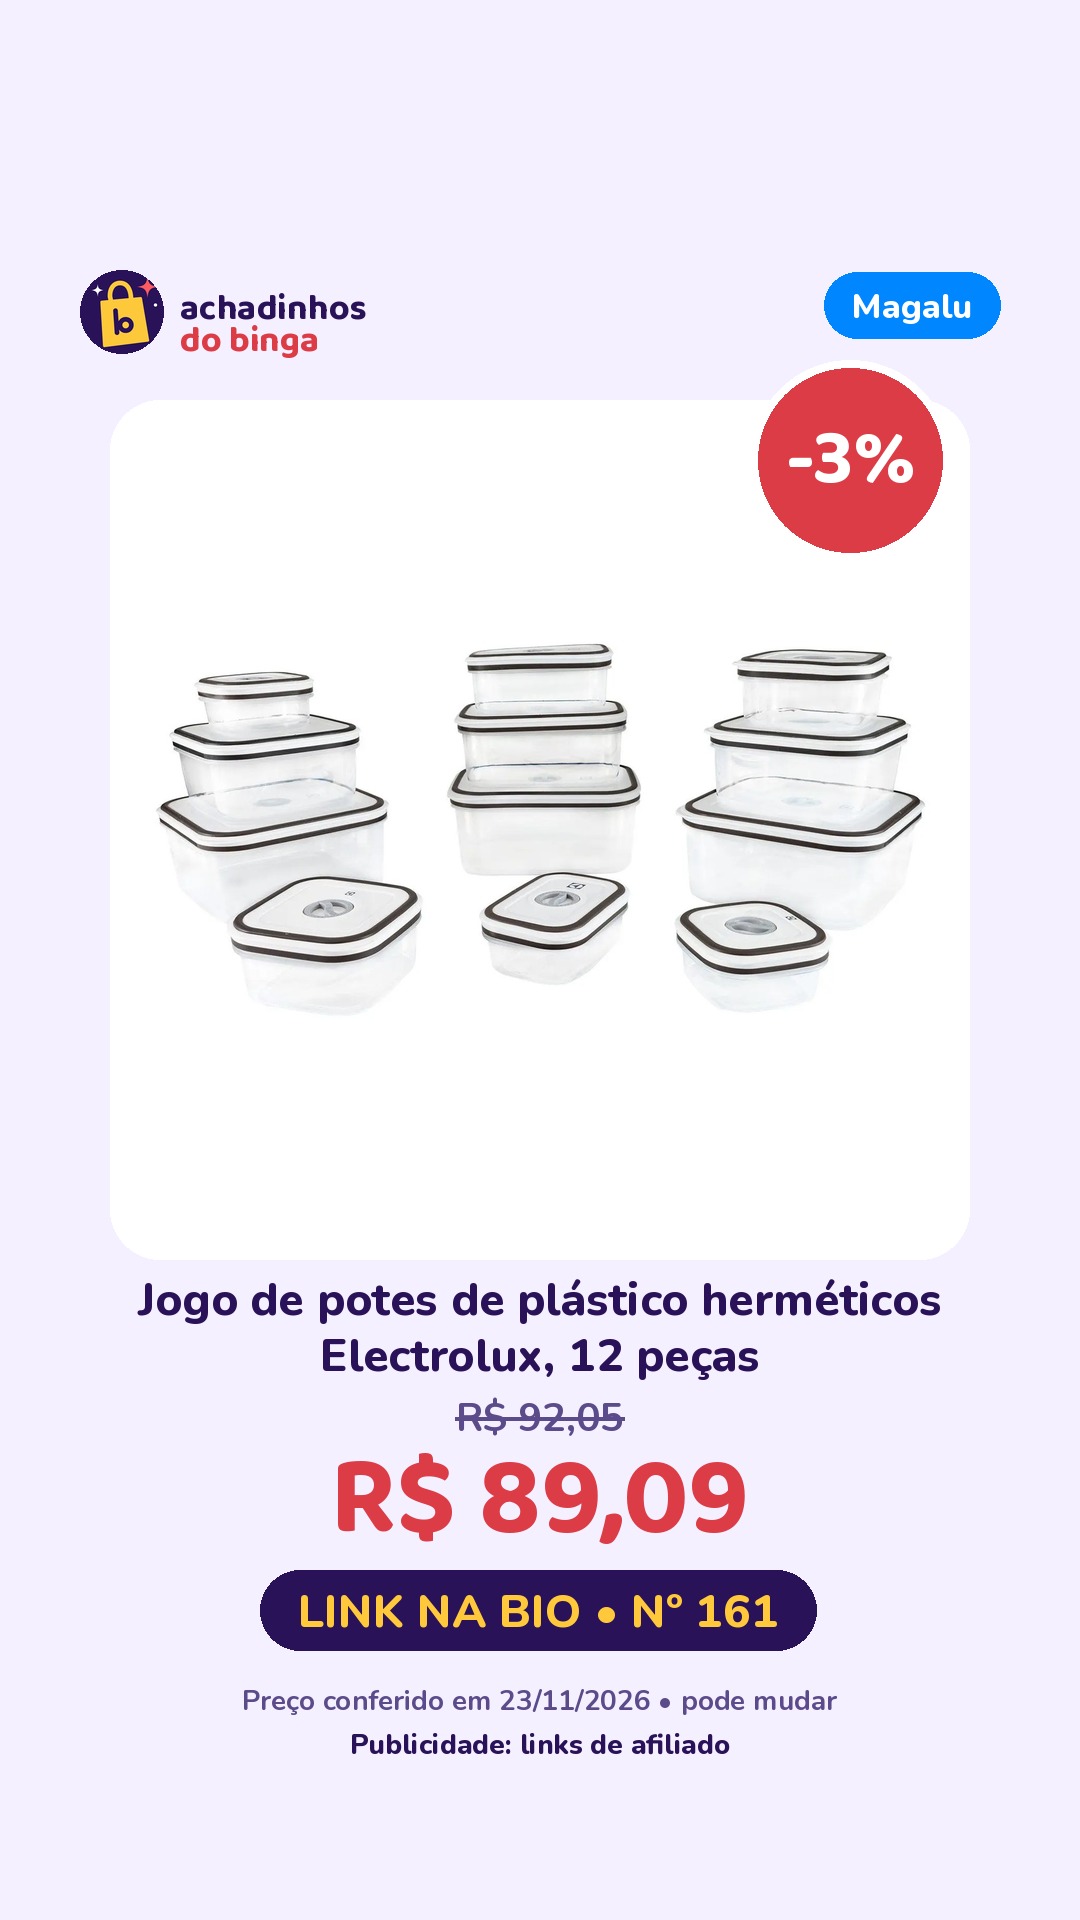 b
achadinhos
do binga
Magalu
-3%
Jogo de potes de plástico herméticos
Electrolux, 12 peças
R$ 92,05
R$ 89,09
LINK NA BIO • Nº 161
Preço conferido em 23/11/2026 • pode mudar
Publicidade: links de afiliado